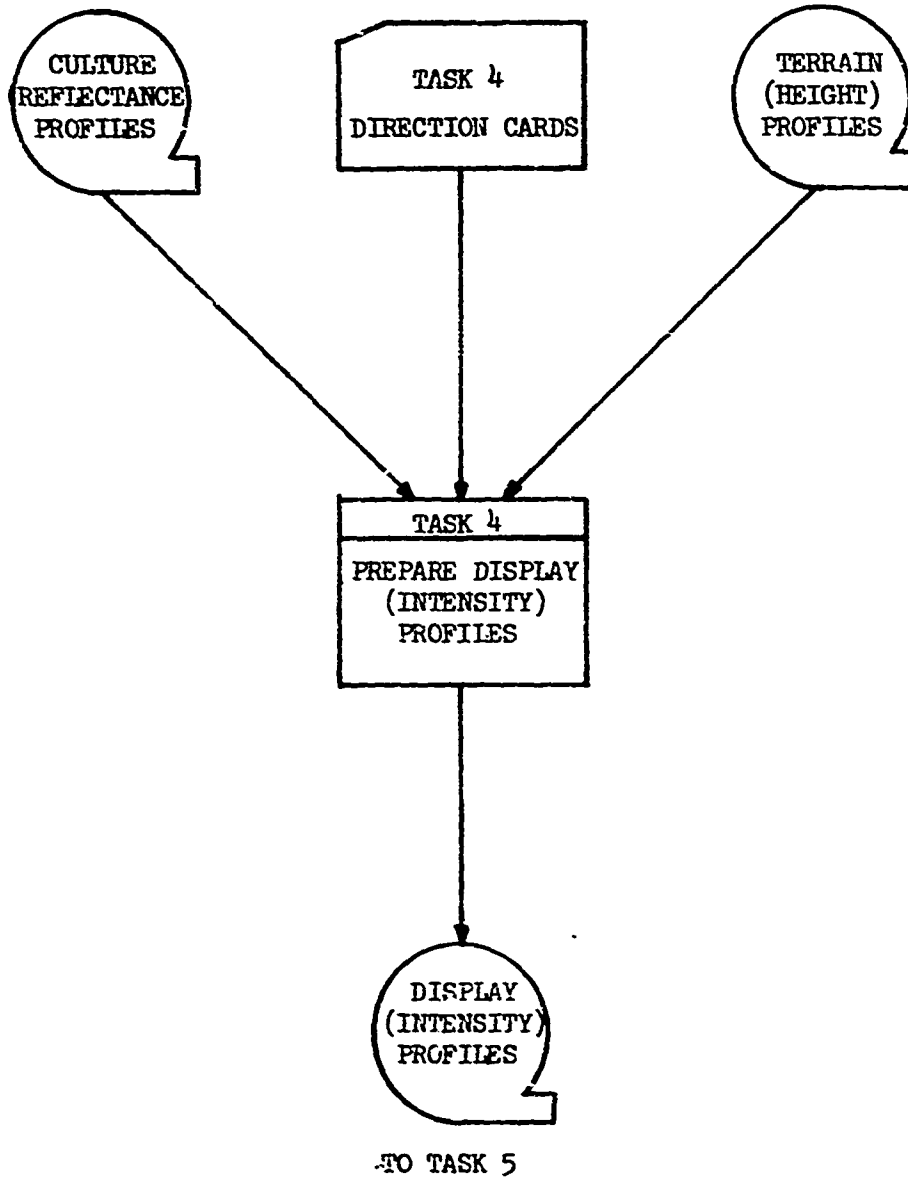 CULTURE
REFLECTANCE
PROFILES
TASK 4
DIRECTION CARDS
TERRAIN
(HEIGHT)
PROFILES
TASK 4
PREPARE DISPLAY
(INTENSITY)
PROFILES
DISPLAY
(INTENSITY)
PROFILES
TO TASK 5